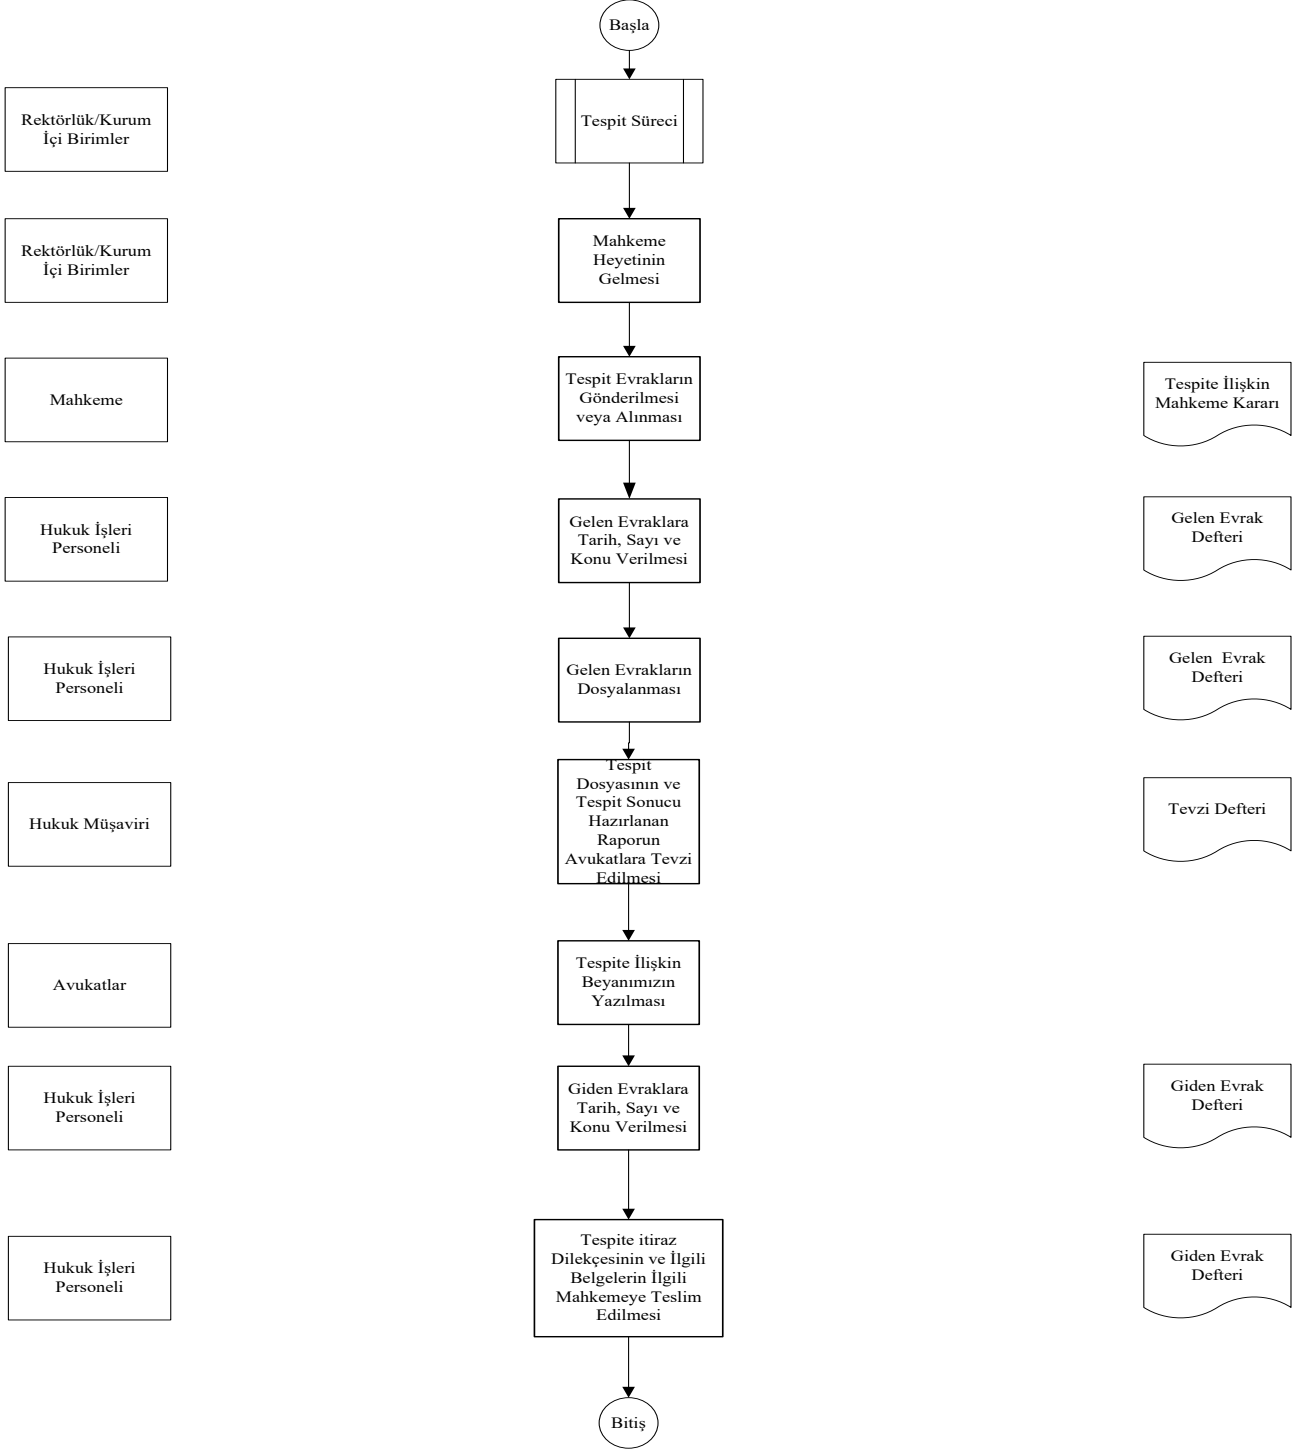 Başla
Rektörlük/Kurum
İçi Birimler
Tespit Süreci
Rektörlük/Kurum
İçi Birimler
Mahkeme
Heyetinin
Gelmesi
Mahkeme
Tespit Evrakların
Gönderilmesi
veya Alınması
Tespite İlişkin
Mahkeme Kararı
Hukuk İşleri
Personeli
Gelen Evraklara
Tarih, Sayı ve
Konu Verilmesi
Gelen Evrak
Defteri
Hukuk İşleri
Personeli
Gelen Evrakların
Dosyalanması
Gelen  Evrak
Defteri
Hukuk Müşaviri
Tespit
Dosyasının ve
Tespit Sonucu
Hazırlanan
Raporun
Avukatlara Tevzi
Edilmesi
Tevzi Defteri
Avukatlar
Tespite İlişkin
Beyanımızın
Yazılması
Hukuk İşleri
Personeli
Giden Evraklara
Tarih, Sayı ve
Konu Verilmesi
Giden Evrak
Defteri
Hukuk İşleri
Personeli
Tespite itiraz
Dilekçesinin ve İlgili
Belgelerin İlgili
Mahkemeye Teslim
Edilmesi
Giden Evrak
Defteri
Bitiş